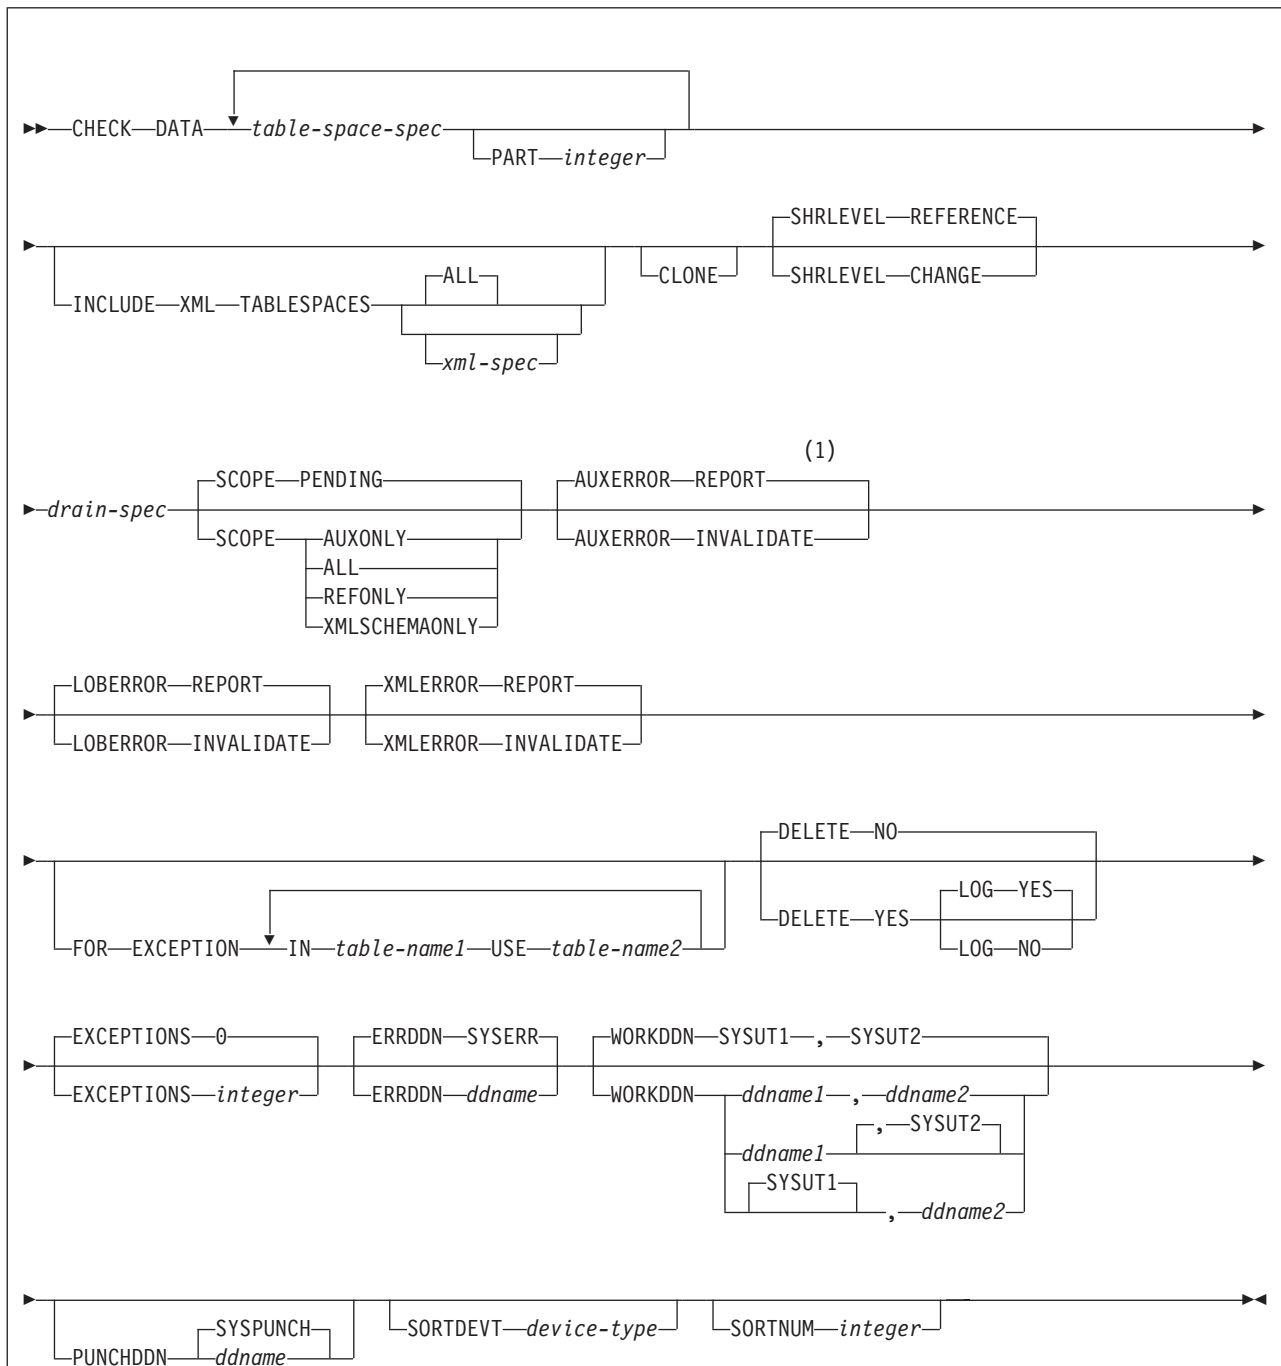 CHECK DATA table-space-spec
PART integer
SHRLEVEL REFERENCE
ALL CLONE SHRLEVEL CHANGE
INCLUDE XML TABLESPACES
xml-spec
(1)
SCOPE PENDING AUXERROR REPORT
drain-spec
SCOPE AUXONLY AUXERROR INVALIDATE
ALL
REFONLY
XMLSCHEMAONLY
LOBERROR REPORT XMLERROR REPORT
LOBERROR INVALIDATE XMLERROR INVALIDATE
DELETE NO
LOG YES
DELETE YES
FOR EXCEPTION IN table-name1 USE table-name2 LOG NO
EXCEPTIONS 0 ERRDDN SYSERR WORKDDN SYSUT1 , SYSUT2
EXCEPTIONS integer ERRDDN ddname WORKDDN ddname1 , ddname2
, SYSUT2
ddname1
SYSUT1
, ddname2
SYSPUNCH SORTDEVT device-type SORTNUM integer
PUNCHDDN ddname